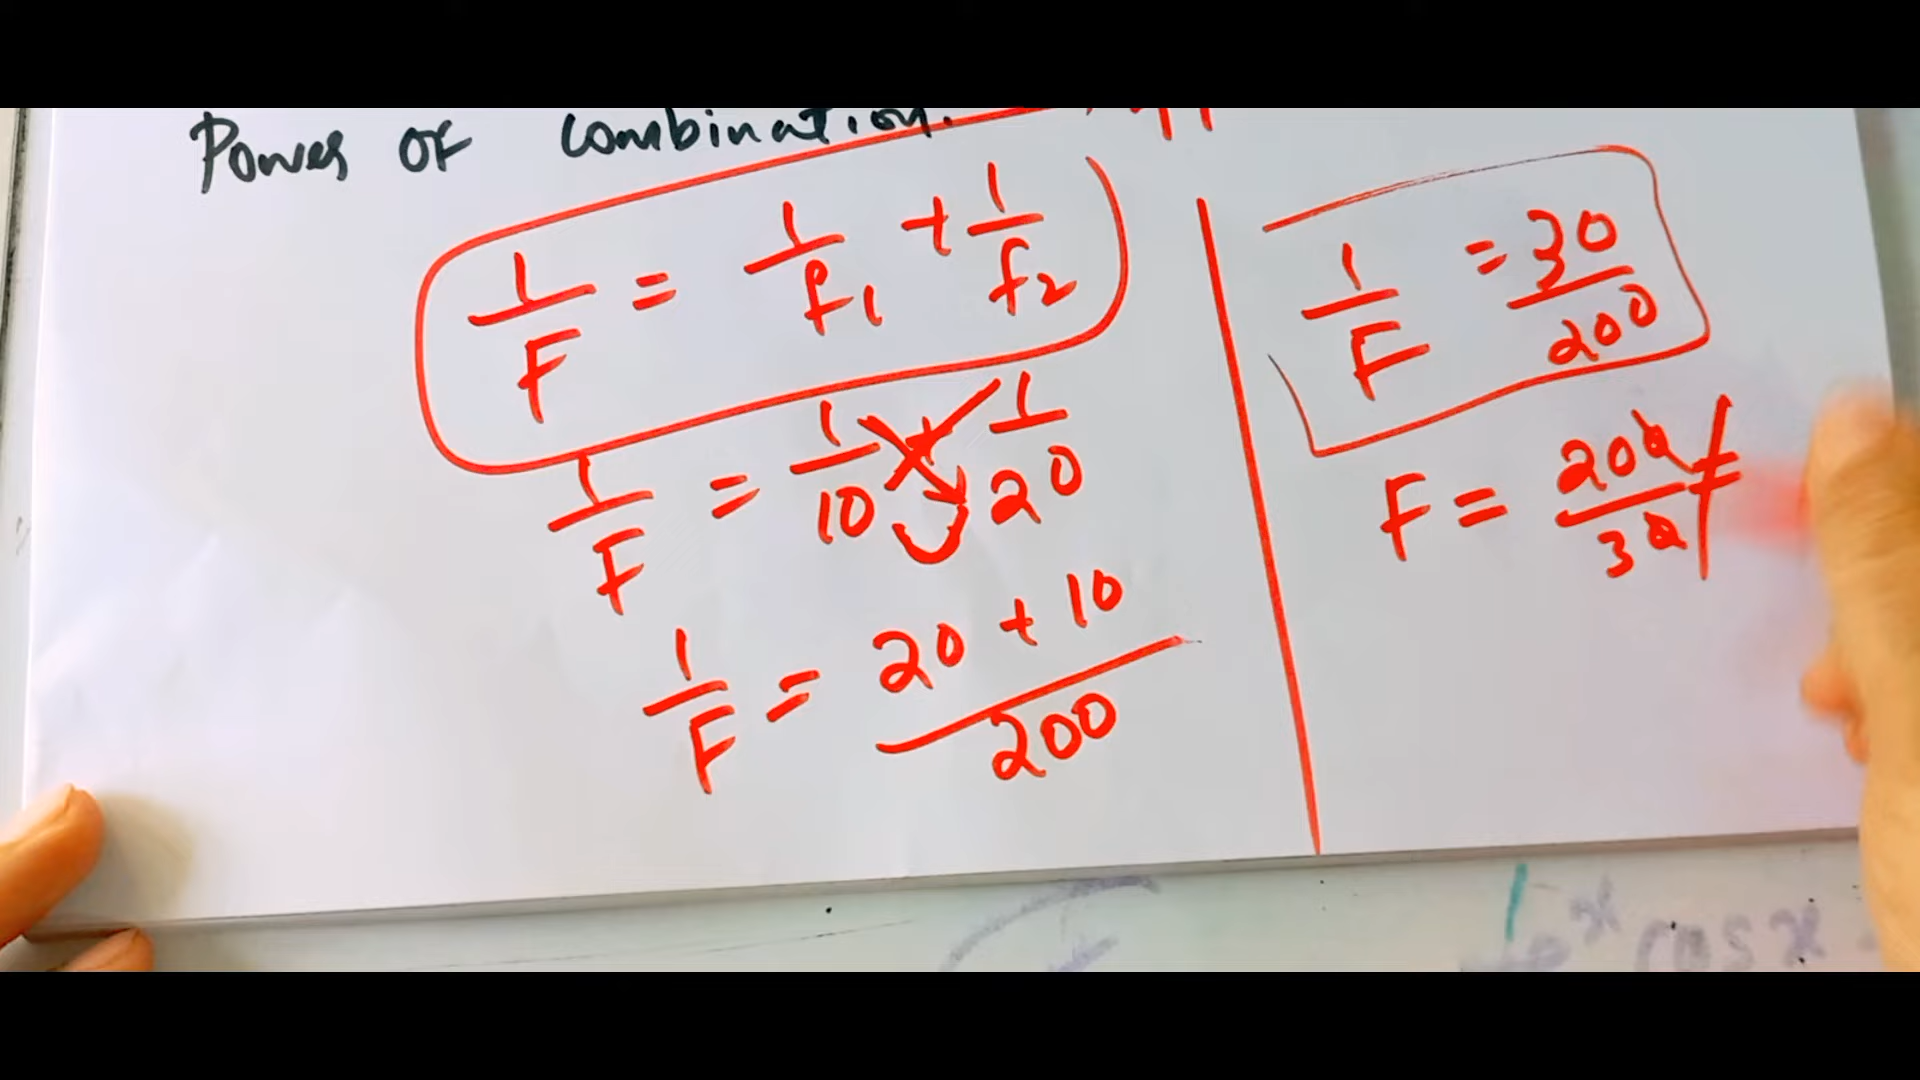 Power of combination.
1/F = 1/f1 + 1/f2
1/F = 1/10 + 1/20
1/F = 20 + 10/200
1/F = 30/200
F = 200/30
cos x